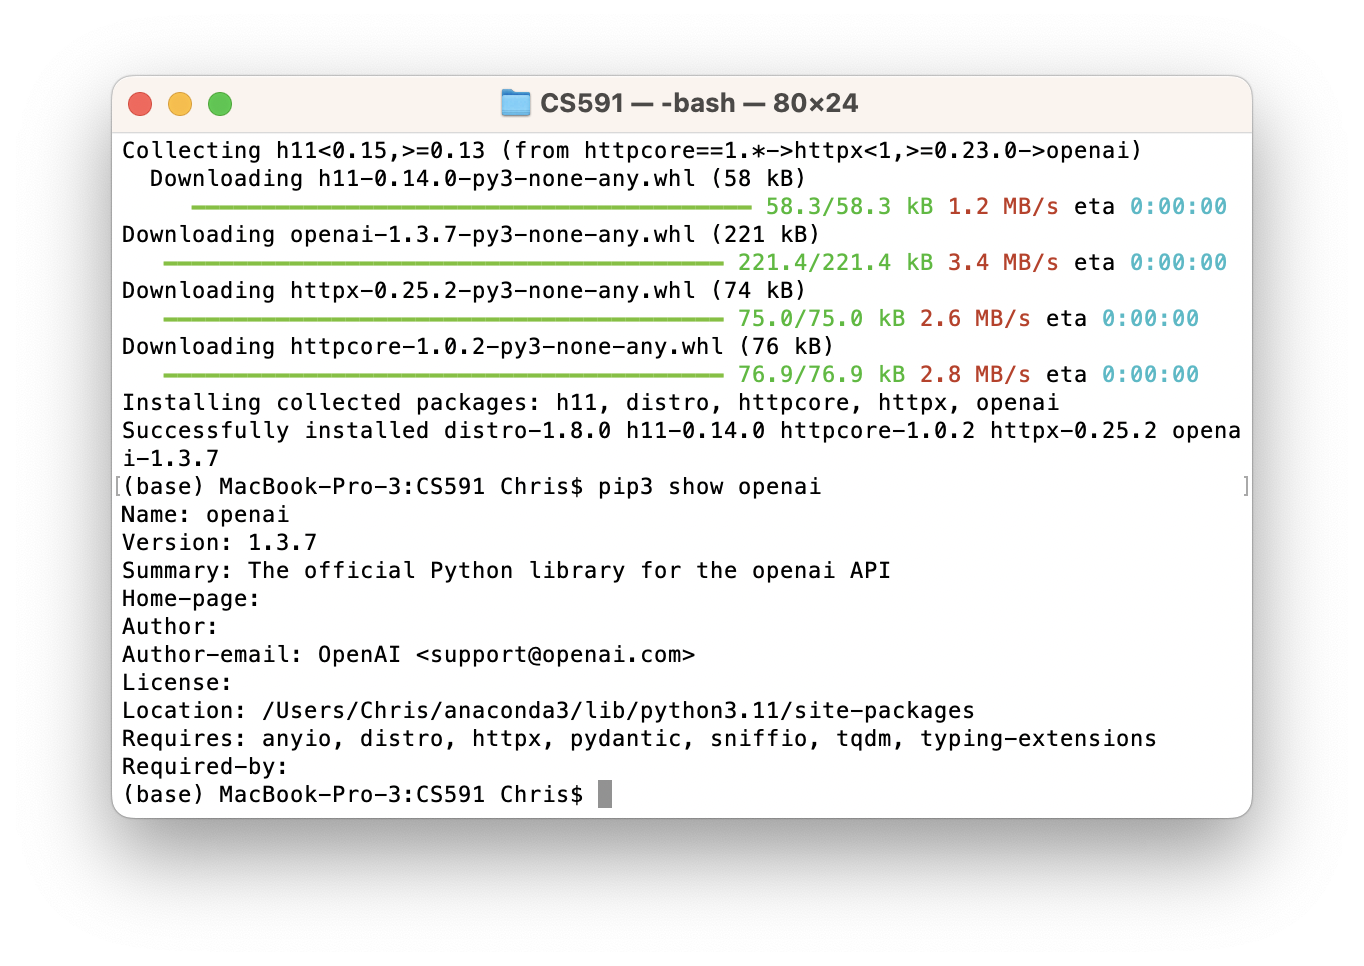 CS591 — -bash — 80×24
Collecting h11<0.15,>=0.13 (from httpcore==1.*->httpx<1,>=0.23.0->openai)
  Downloading h11-0.14.0-py3-none-any.whl (58 kB)
58.3/58.3 kB 1.2 MB/s eta 0:00:00
Downloading openai-1.3.7-py3-none-any.whl (221 kB)
221.4/221.4 kB 3.4 MB/s eta 0:00:00
Downloading httpx-0.25.2-py3-none-any.whl (74 kB)
75.0/75.0 kB 2.6 MB/s eta 0:00:00
Downloading httpcore-1.0.2-py3-none-any.whl (76 kB)
76.9/76.9 kB 2.8 MB/s eta 0:00:00
Installing collected packages: h11, distro, httpcore, httpx, openai
Successfully installed distro-1.8.0 h11-0.14.0 httpcore-1.0.2 httpx-0.25.2 opena
i-1.3.7
[(base) MacBook-Pro-3:CS591 Chris$ pip3 show openai ]
Name: openai
Version: 1.3.7
Summary: The official Python library for the openai API
Home-page:
Author:
Author-email: OpenAI <support@openai.com>
License:
Location: /Users/Chris/anaconda3/lib/python3.11/site-packages
Requires: anyio, distro, httpx, pydantic, sniffio, tqdm, typing-extensions
Required-by:
(base) MacBook-Pro-3:CS591 Chris$